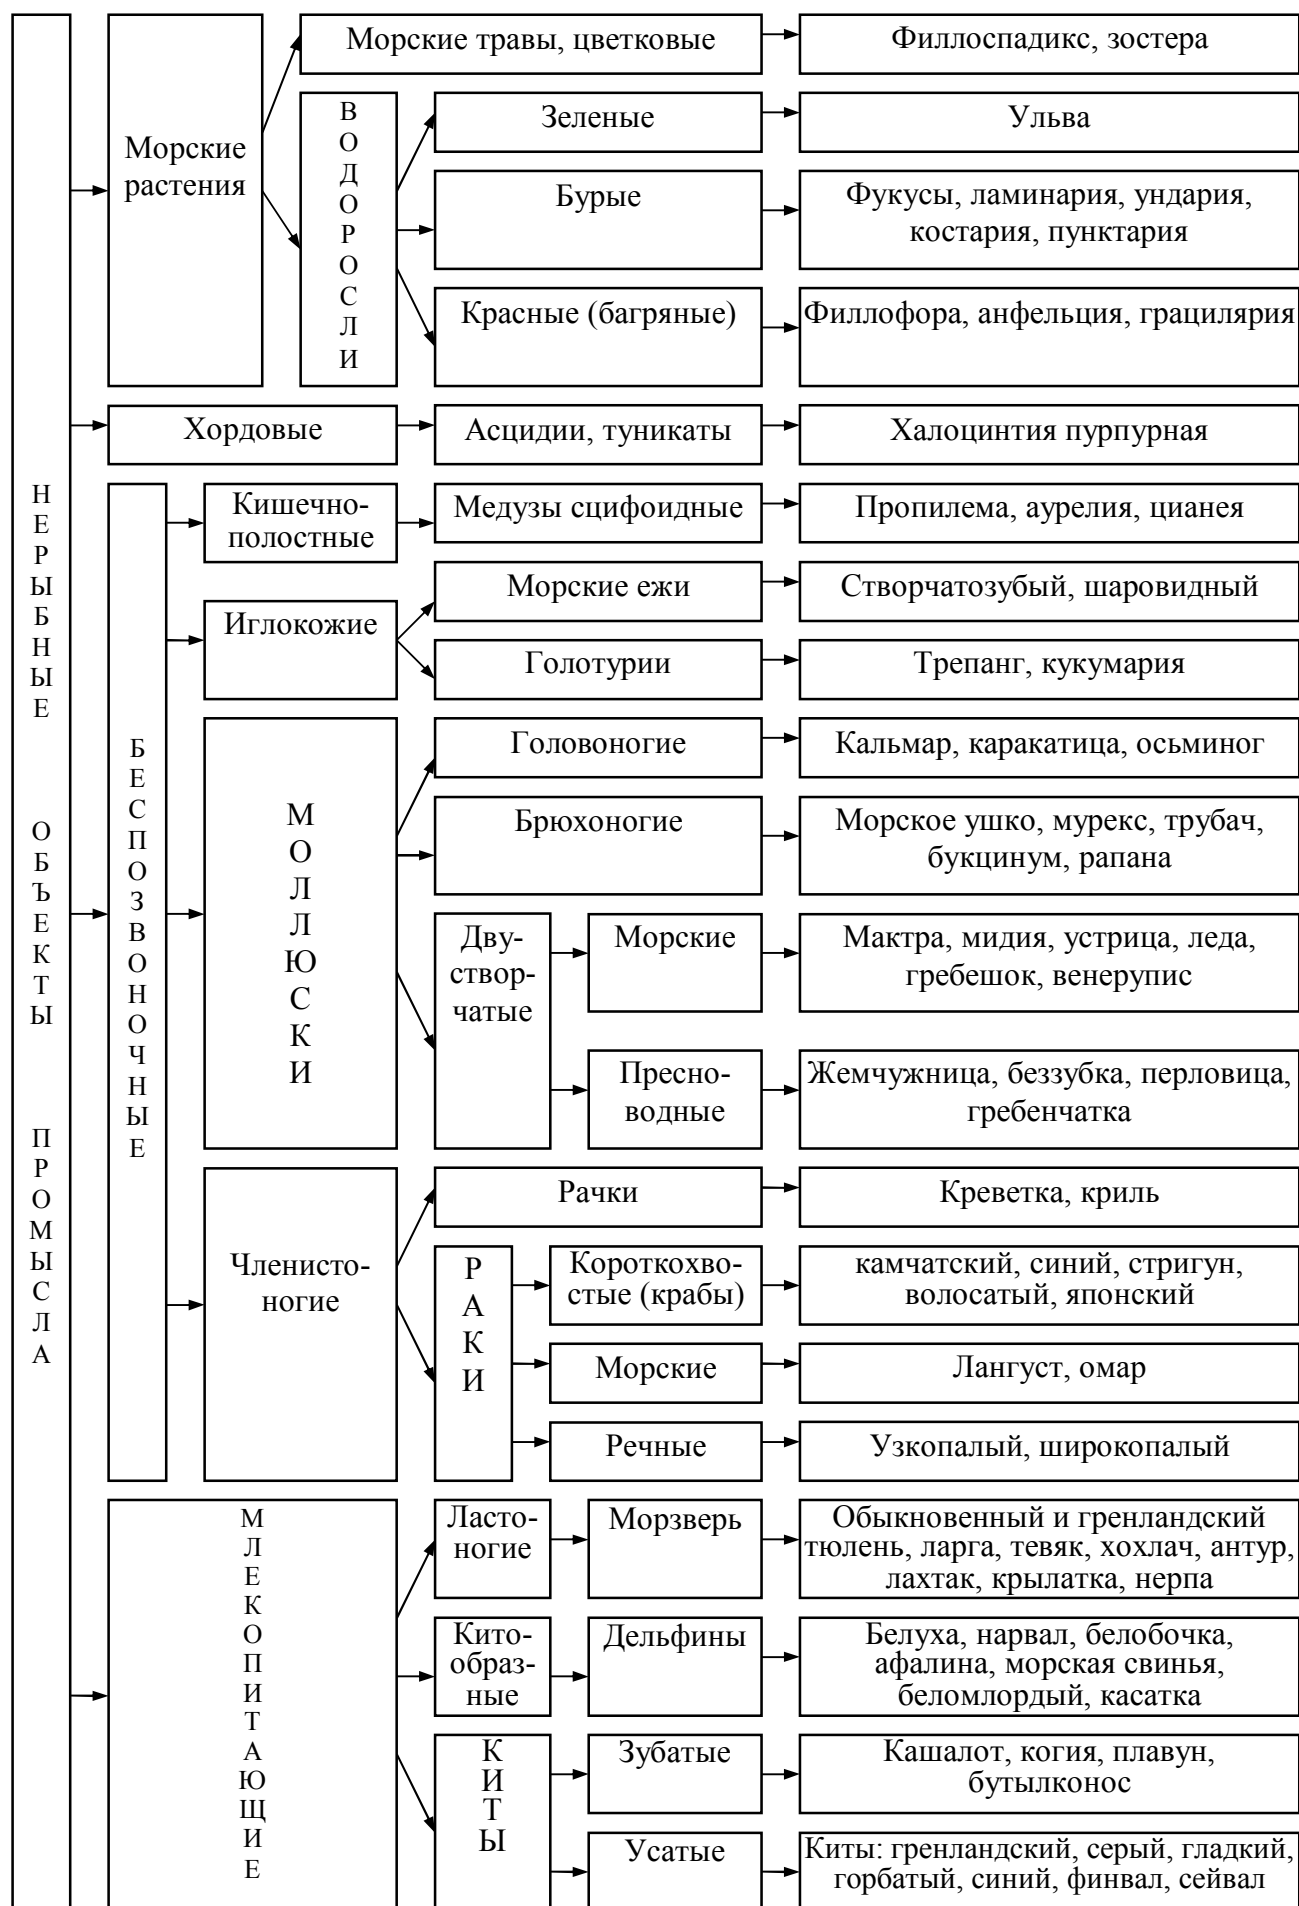 НЕРЫБНЫЕ ОБЪЕКТЫ ПРОМЫСЛА
Морские
растения
Морские травы, цветковые
Филлоспадикс, зостера
ВОДОРОСЛИ
Зеленые
Ульва
Бурые
Фукусы, ламинария, ундария,
костария, пунктария
Красные (багряные)
Филлофора, анфельция, грацилярия
Хордовые
Асцидии, туникаты
Халоцинтия пурпурная
БЕСПОЗВОНОЧНЫЕ
Кишечно-
полостные
Медузы сцифоидные
Пропилема, аурелия, цианея
Иглокожие
Морские ежи
Створчатозубый, шаровидный
Голотурии
Трепанг, кукумария
МОЛЛЮСКИ
Головоногие
Кальмар, каракатица, осьминог
Брюхоногие
Морское ушко, мурекс, трубач,
букцинум, рапана
Дву-
створ-
чатые
Морские
Мактра, мидия, устрица, леда,
гребешок, венерупис
Пресно-
водные
Жемчужница, беззубка, перловица,
гребенчатка
Членисто-
ногие
Рачки
Креветка, криль
РАКИ
Короткохво-
стые (крабы)
камчатский, синий, стригун,
волосатый, японский
Морские
Лангуст, омар
Речные
Узкопалый, широкопалый
МЛЕКОПИТАЮЩИЕ
Ласто-
ногие
Морзверь
Обыкновенный и гренландский
тюлень, ларга, тевяк, хохлач, антур,
лахтак, крылатка, нерпа
Кито-
образ-
ные
Дельфины
Белуха, нарвал, белобочка,
афалина, морская свинья,
беломлордый, касатка
КИТЫ
Зубатые
Кашалот, когия, плавун,
бутылконос
Усатые
Киты: гренландский, серый, гладкий,
горбатый, синий, финвал, сейвал